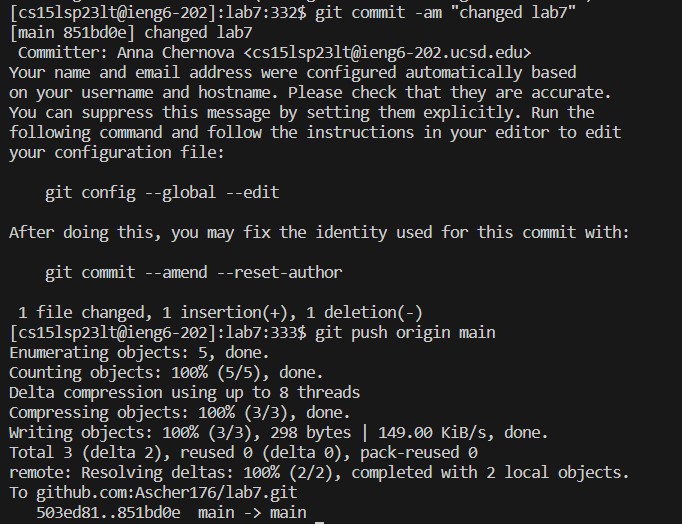 [cs15lsp23lt@ieng6-202]:lab7:332$ git commit -am "changed lab7"
[main 851bd0e] changed lab7
 Committer: Anna Chernova <cs15lsp23lt@ieng6-202.ucsd.edu>
Your name and email address were configured automatically based
on your username and hostname. Please check that they are accurate.
You can suppress this message by setting them explicitly. Run the
following command and follow the instructions in your editor to edit
your configuration file:

    git config --global --edit

After doing this, you may fix the identity used for this commit with:

    git commit --amend --reset-author

 1 file changed, 1 insertion(+), 1 deletion(-)
[cs15lsp23lt@ieng6-202]:lab7:333$ git push origin main
Enumerating objects: 5, done.
Counting objects: 100% (5/5), done.
Delta compression using up to 8 threads
Compressing objects: 100% (3/3), done.
Writing objects: 100% (3/3), 298 bytes | 149.00 KiB/s, done.
Total 3 (delta 2), reused 0 (delta 0), pack-reused 0
remote: Resolving deltas: 100% (2/2), completed with 2 local objects.
To github.com:Ascher176/lab7.git
   503ed81..851bd0e  main -> main